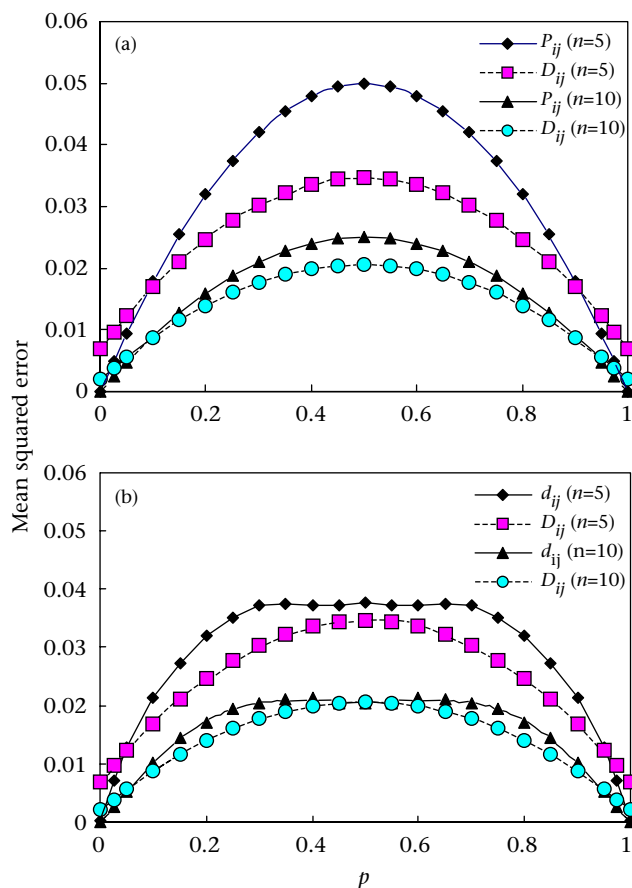 0.06
(a)
P_ij (n=5)
D_ij (n=5)
P_ij (n=10)
D_ij (n=10)
0.05
0.04
0.03
0.02
0.01
0
0 0.2 0.4 0.6 0.8 1
Mean squared error
0.06
(b)
d_ij (n=5)
D_ij (n=5)
d_ij (n=10)
D_ij (n=10)
0.05
0.04
0.03
0.02
0.01
0
0 0.2 0.4 0.6 0.8 1
p